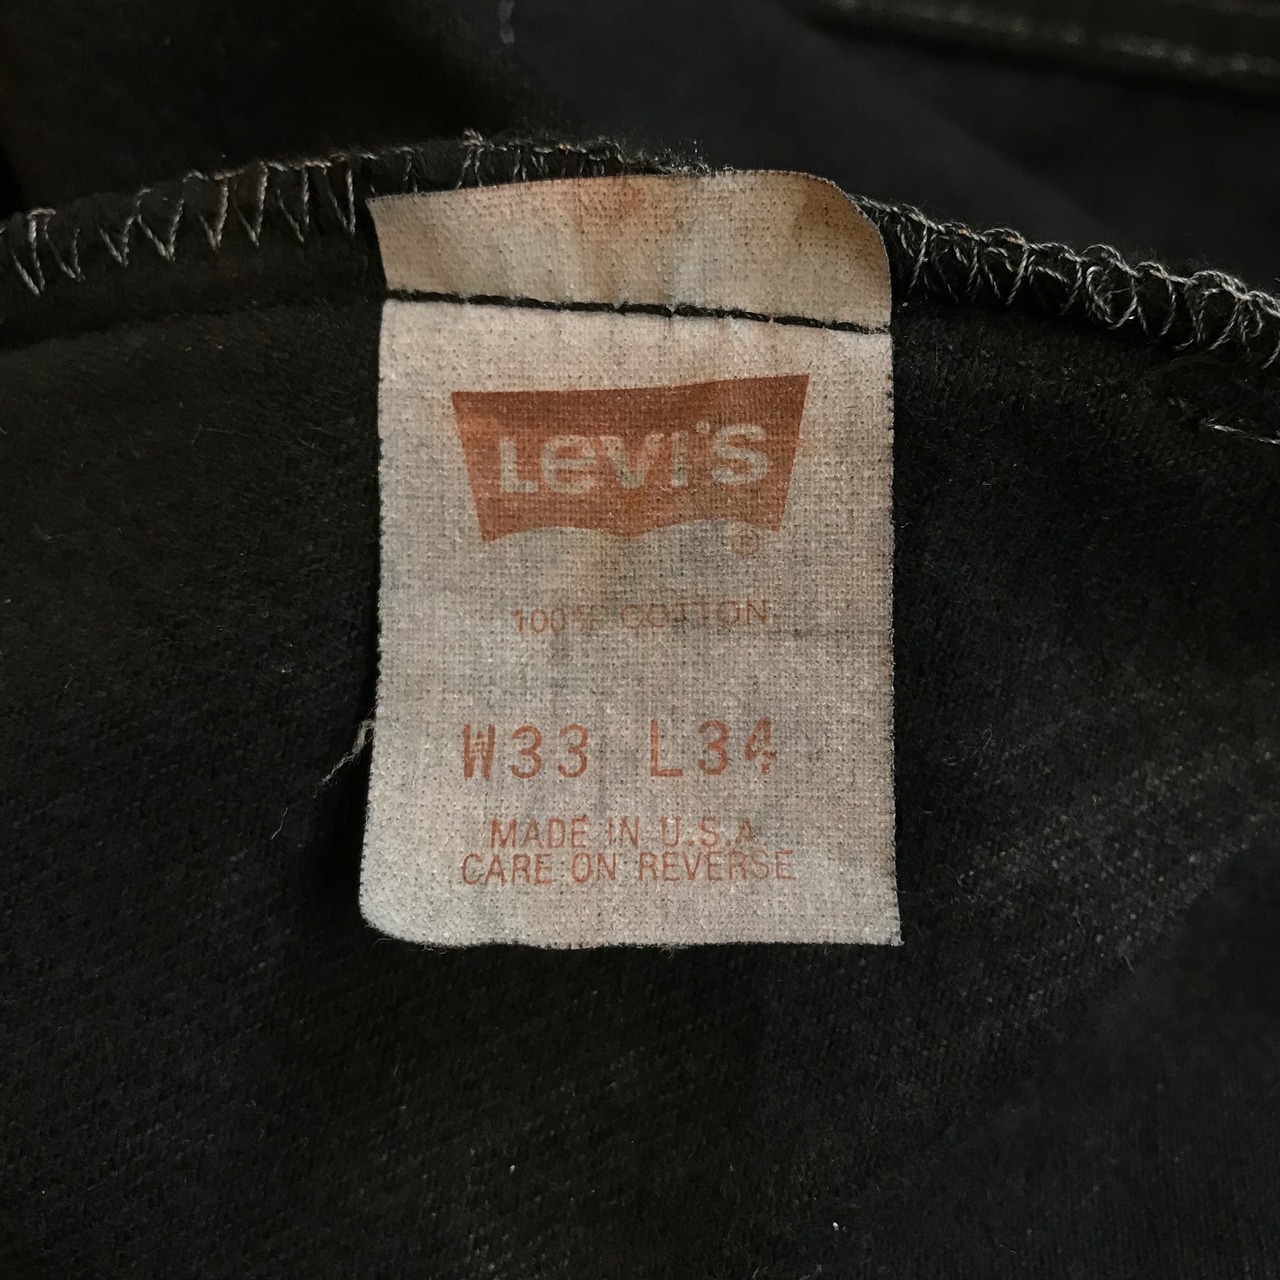 Levi's
®
100% COTTON
W33 L34
MADE IN U.S.A.
CARE ON REVERSE